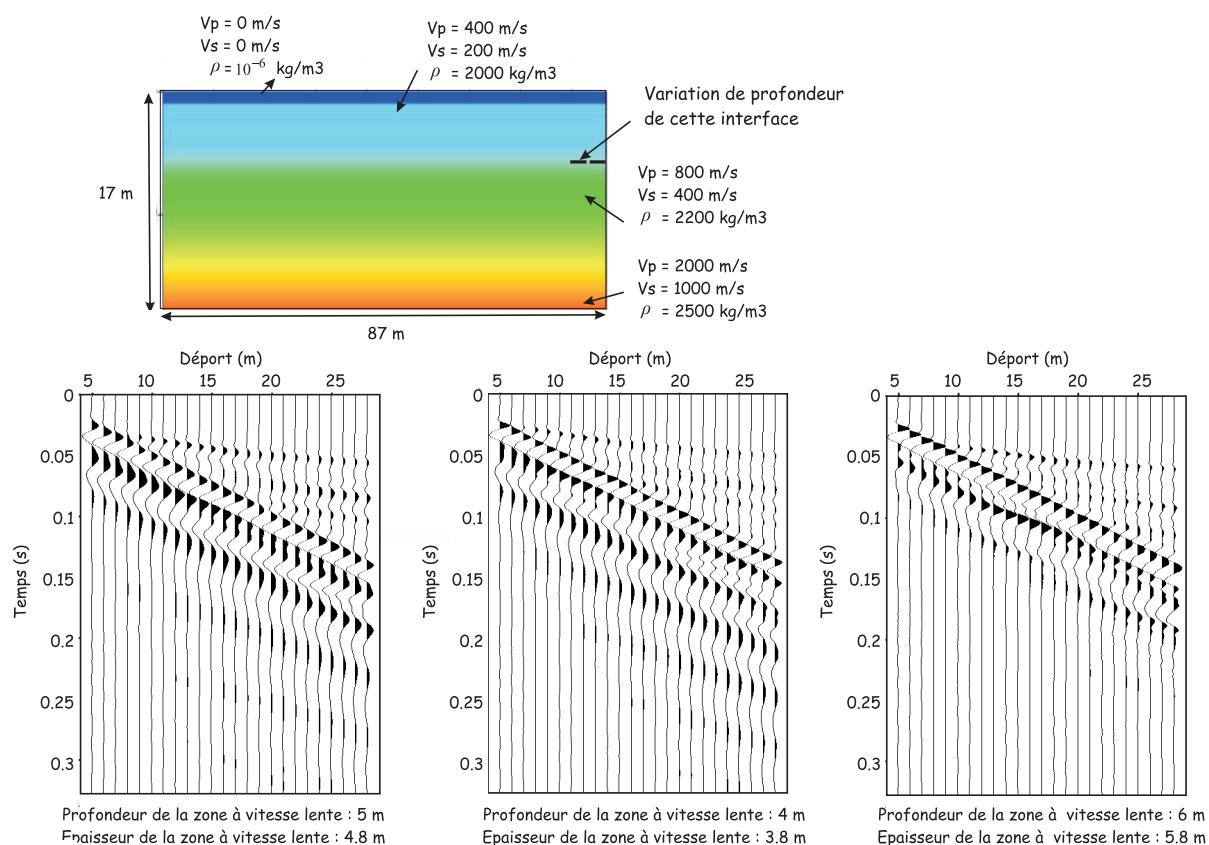 Vp = 0 m/s
Vs = 0 m/s
ρ = 10⁻⁶ kg/m3
Vp = 400 m/s
Vs = 200 m/s
ρ = 2000 kg/m3
Variation de profondeur
de cette interface
17 m
Vp = 800 m/s
Vs = 400 m/s
ρ = 2200 kg/m3
Vp = 2000 m/s
Vs = 1000 m/s
ρ = 2500 kg/m3
87 m
Déport (m)
5 10 15 20 25
0
0.05
0.1
0.15
0.2
0.25
0.3
Temps (s)
Profondeur de la zone à vitesse lente : 5 m
Epaisseur de la zone à vitesse lente : 4.8 m
Déport (m)
5 10 15 20 25
0
0.05
0.1
0.15
0.2
0.25
0.3
Temps (s)
Profondeur de la zone à vitesse lente : 4 m
Epaisseur de la zone à vitesse lente : 3.8 m
Déport (m)
5 10 15 20 25
0
0.05
0.1
0.15
0.2
0.25
0.3
Temps (s)
Profondeur de la zone à vitesse lente : 6 m
Epaisseur de la zone à vitesse lente : 5.8 m